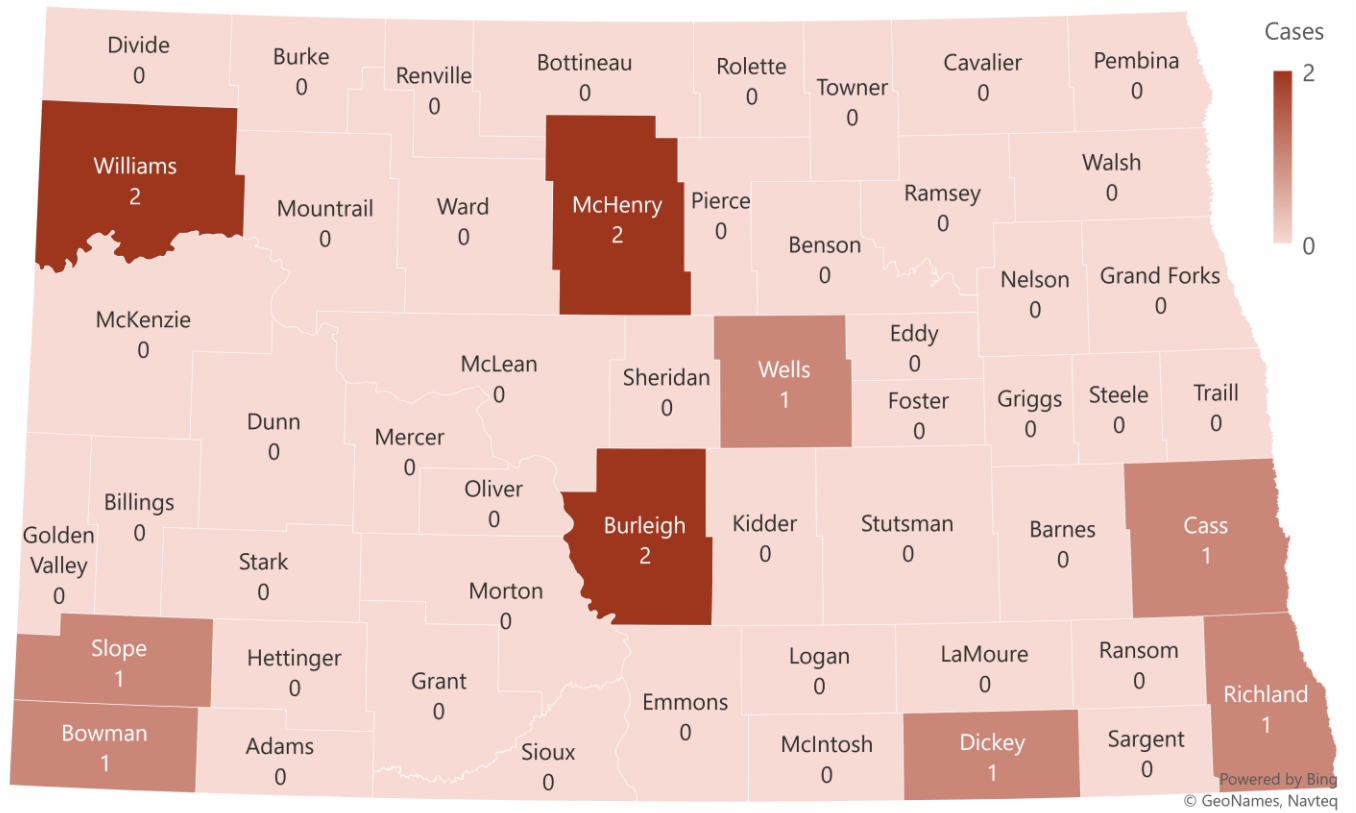 Cases
2
0
Divide
0
Burke
0
Renville
0
Bottineau
0
Rolette
0
Towner
0
Cavalier
0
Pembina
0
Williams
2
Mountrail
0
Ward
0
McHenry
2
Pierce
0
Benson
0
Ramsey
0
Walsh
0
Nelson
0
Grand Forks
0
McKenzie
0
McLean
0
Sheridan
0
Wells
1
Eddy
0
Foster
0
Griggs
0
Steele
0
Traill
0
Dunn
0
Mercer
0
Oliver
0
Billings
0
Golden
Valley
0
Stark
0
Morton
0
Burleigh
2
Kidder
0
Stutsman
0
Barnes
0
Cass
1
Slope
1
Hettinger
0
Grant
0
Emmons
0
Logan
0
LaMoure
0
Ransom
0
Richland
1
Bowman
1
Adams
0
Sioux
0
McIntosh
0
Dickey
1
Sargent
0
Powered by Bing
© GeoNames, Navteq